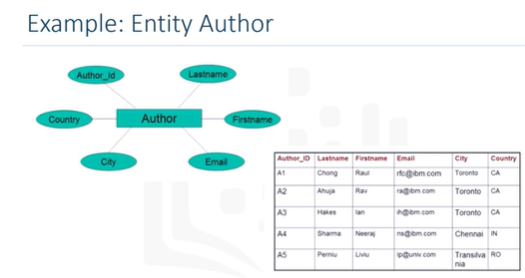 Example: Entity Author
Author_Id
Lastname
Country
Author
Firstname
City
Email
Author_ID Lastname Firstname Email City Country
A1 Chong Raul rfc@ibm.com Toronto CA
A2 Ahuja Rav ra@ibm.com Toronto CA
A3 Hakes Ian ih@ibm.com Toronto CA
A4 Sharma Neeraj ns@ibm.com Chennai IN
A5 Perniu Liviu lp@univ.com Transilva RO
nia